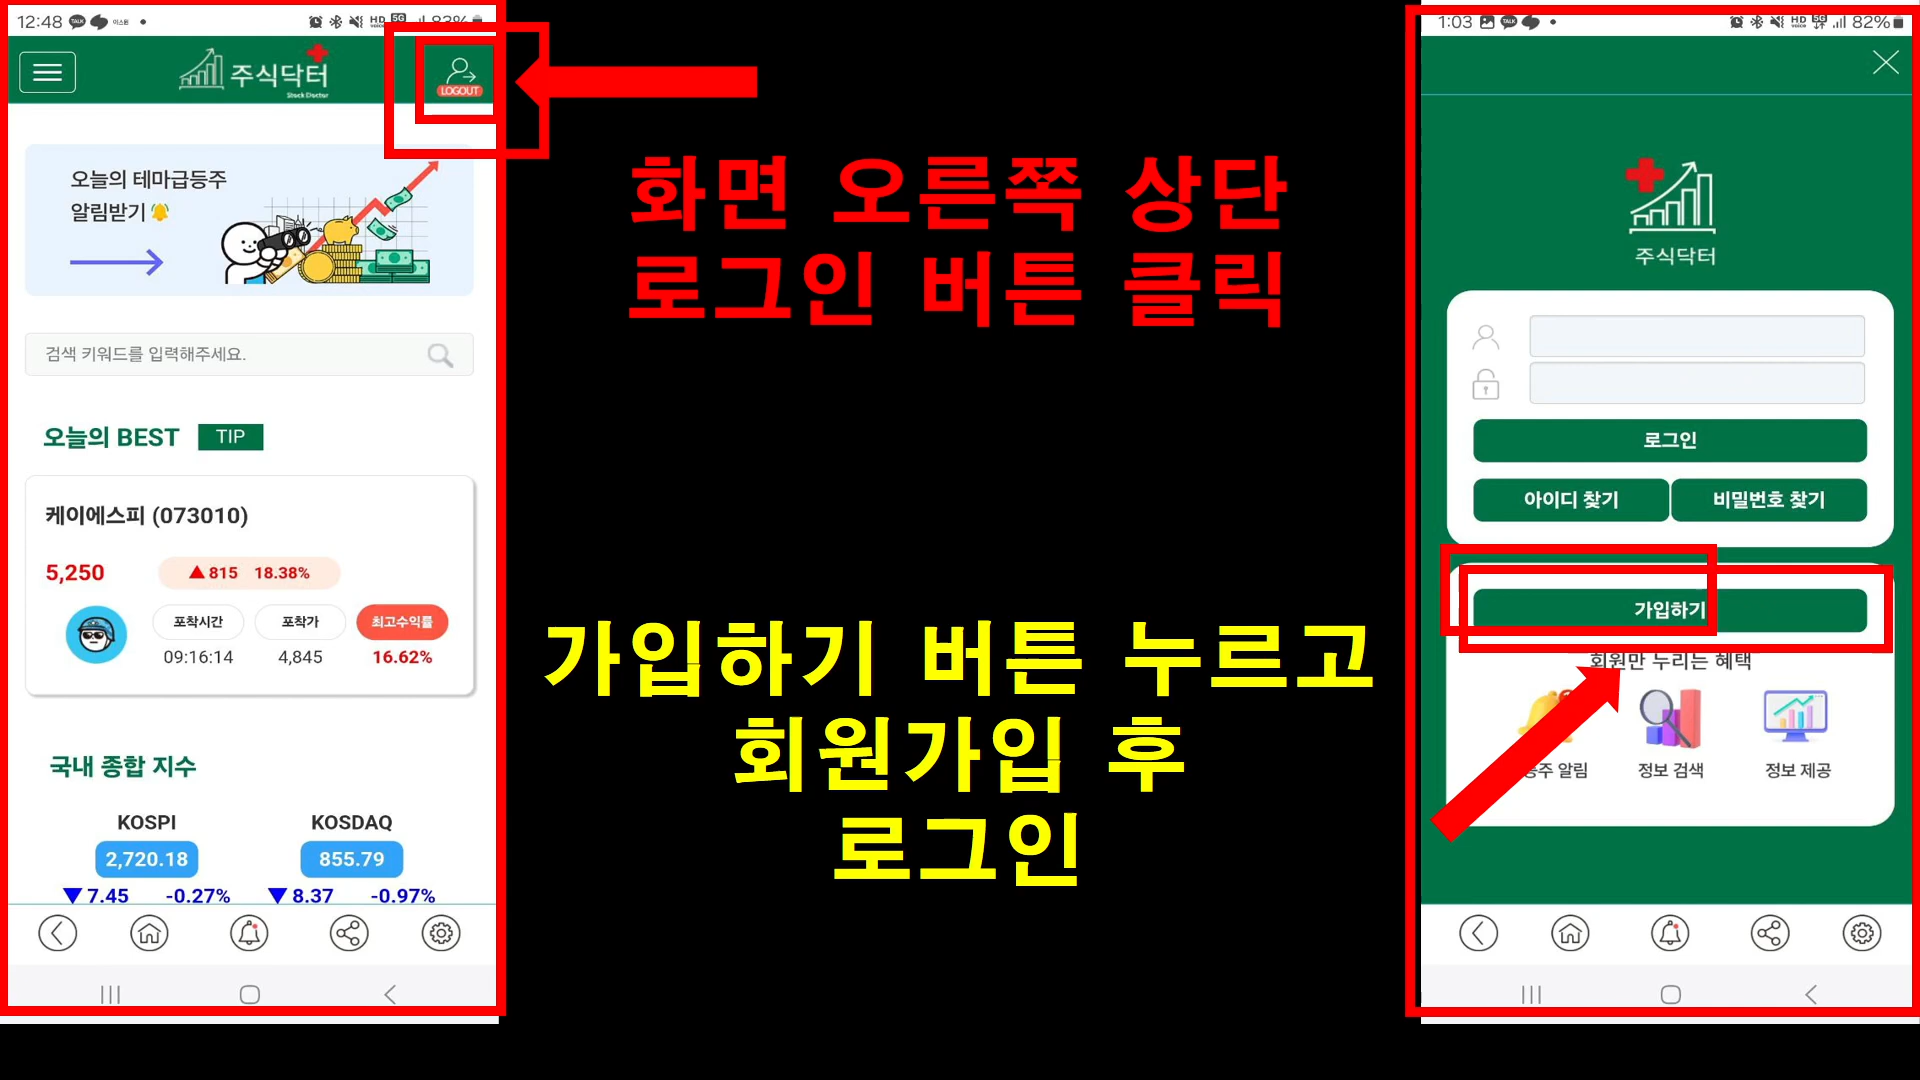 12:48
83%
주식닥터
Stock Doctor
LOGOUT
오늘의 테마급등주
알림받기
검색 키워드를 입력해주세요.
오늘의 BEST TIP
케이에스피 (073010)
5,250 ▲815 18.38%
포착시간 포착가 최고수익률
09:16:14 4,845 16.62%
국내 종합 지수
KOSPI KOSDAQ
2,720.18 855.79
▼7.45 -0.27% ▼8.37 -0.97%
화면 오른쪽 상단
로그인 버튼 클릭
가입하기 버튼 누르고
회원가입 후
로그인
1:03
82%
주식닥터
로그인
아이디 찾기 비밀번호 찾기
가입하기
회원만 누리는 혜택
등주 알림 정보 검색 정보 제공